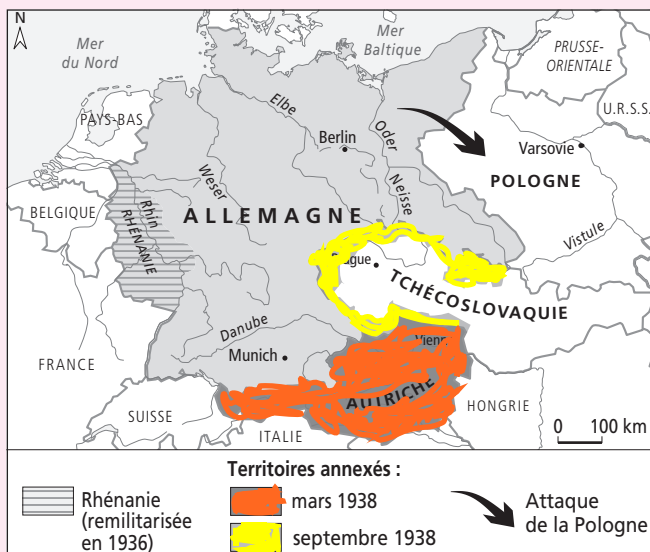 N
Mer
du Nord
Mer
Baltique
PRUSSE-
ORIENTALE
U.R.S.S.
PAYS-BAS
Elbe
Oder
Berlin
Varsovie
POLOGNE
Weser
Neisse
ALLEMAGNE
BELGIQUE
Rhin
RHÉNANIE
Vistule
TCHÉCOSLOVAQUIE
Danube
Munich
FRANCE
AUTRICHE
SUISSE
HONGRIE
ITALIE
0 100 km
Territoires annexés :
Rhénanie
(remilitarisée
en 1936)
mars 1938
septembre 1938
Attaque
de la Pologne